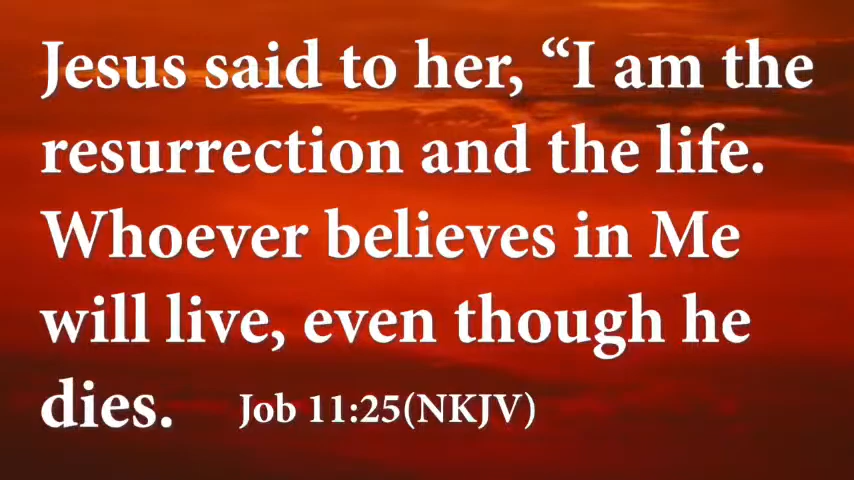 Jesus said to her, “I am the
resurrection and the life.
Whoever believes in Me
will live, even though he
dies. Job 11:25(NKJV)